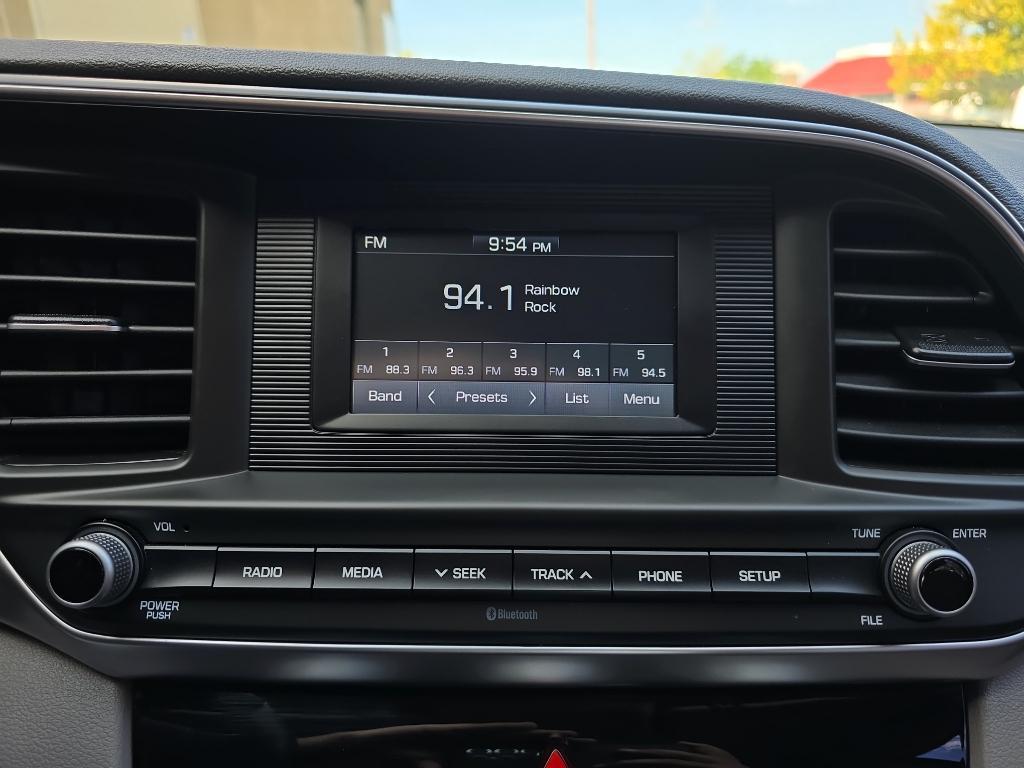 FM 9:54 PM
94.1 Rainbow
Rock
1 2 3 4 5
FM 88.3 FM 96.3 FM 95.9 FM 98.1 FM 94.5
Band Presets List Menu
VOL TUNE ENTER
RADIO MEDIA SEEK TRACK PHONE SETUP
POWER
PUSH
Bluetooth
FILE